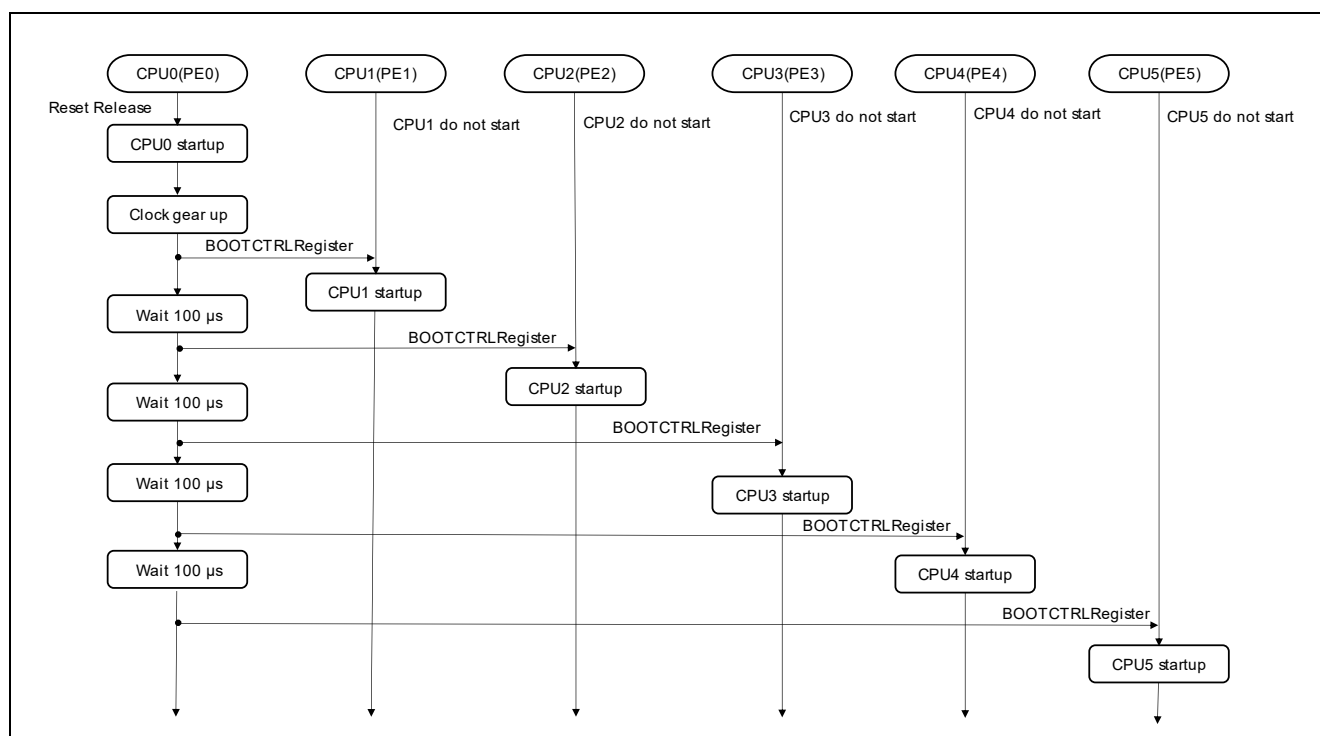 CPU0(PE0)
CPU1(PE1)
CPU2(PE2)
CPU3(PE3)
CPU4(PE4)
CPU5(PE5)
Reset Release
CPU1 do not start
CPU2 do not start
CPU3 do not start
CPU4 do not start
CPU5 do not start
CPU0 startup
Clock gear up
BOOTCTRLRegister
CPU1 startup
Wait 100 µs
BOOTCTRLRegister
CPU2 startup
Wait 100 µs
BOOTCTRLRegister
Wait 100 µs
CPU3 startup
BOOTCTRLRegister
Wait 100 µs
CPU4 startup
BOOTCTRLRegister
CPU5 startup